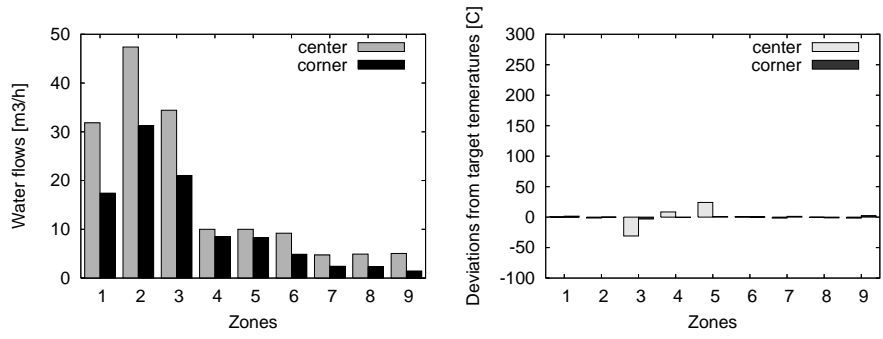 Water flows [m3/h]
50
40
30
20
10
0
center
corner
1 2 3 4 5 6 7 8 9
Zones
Deviations from target temeratures [C]
300
250
200
150
100
50
0
-50
-100
center
corner
1 2 3 4 5 6 7 8 9
Zones